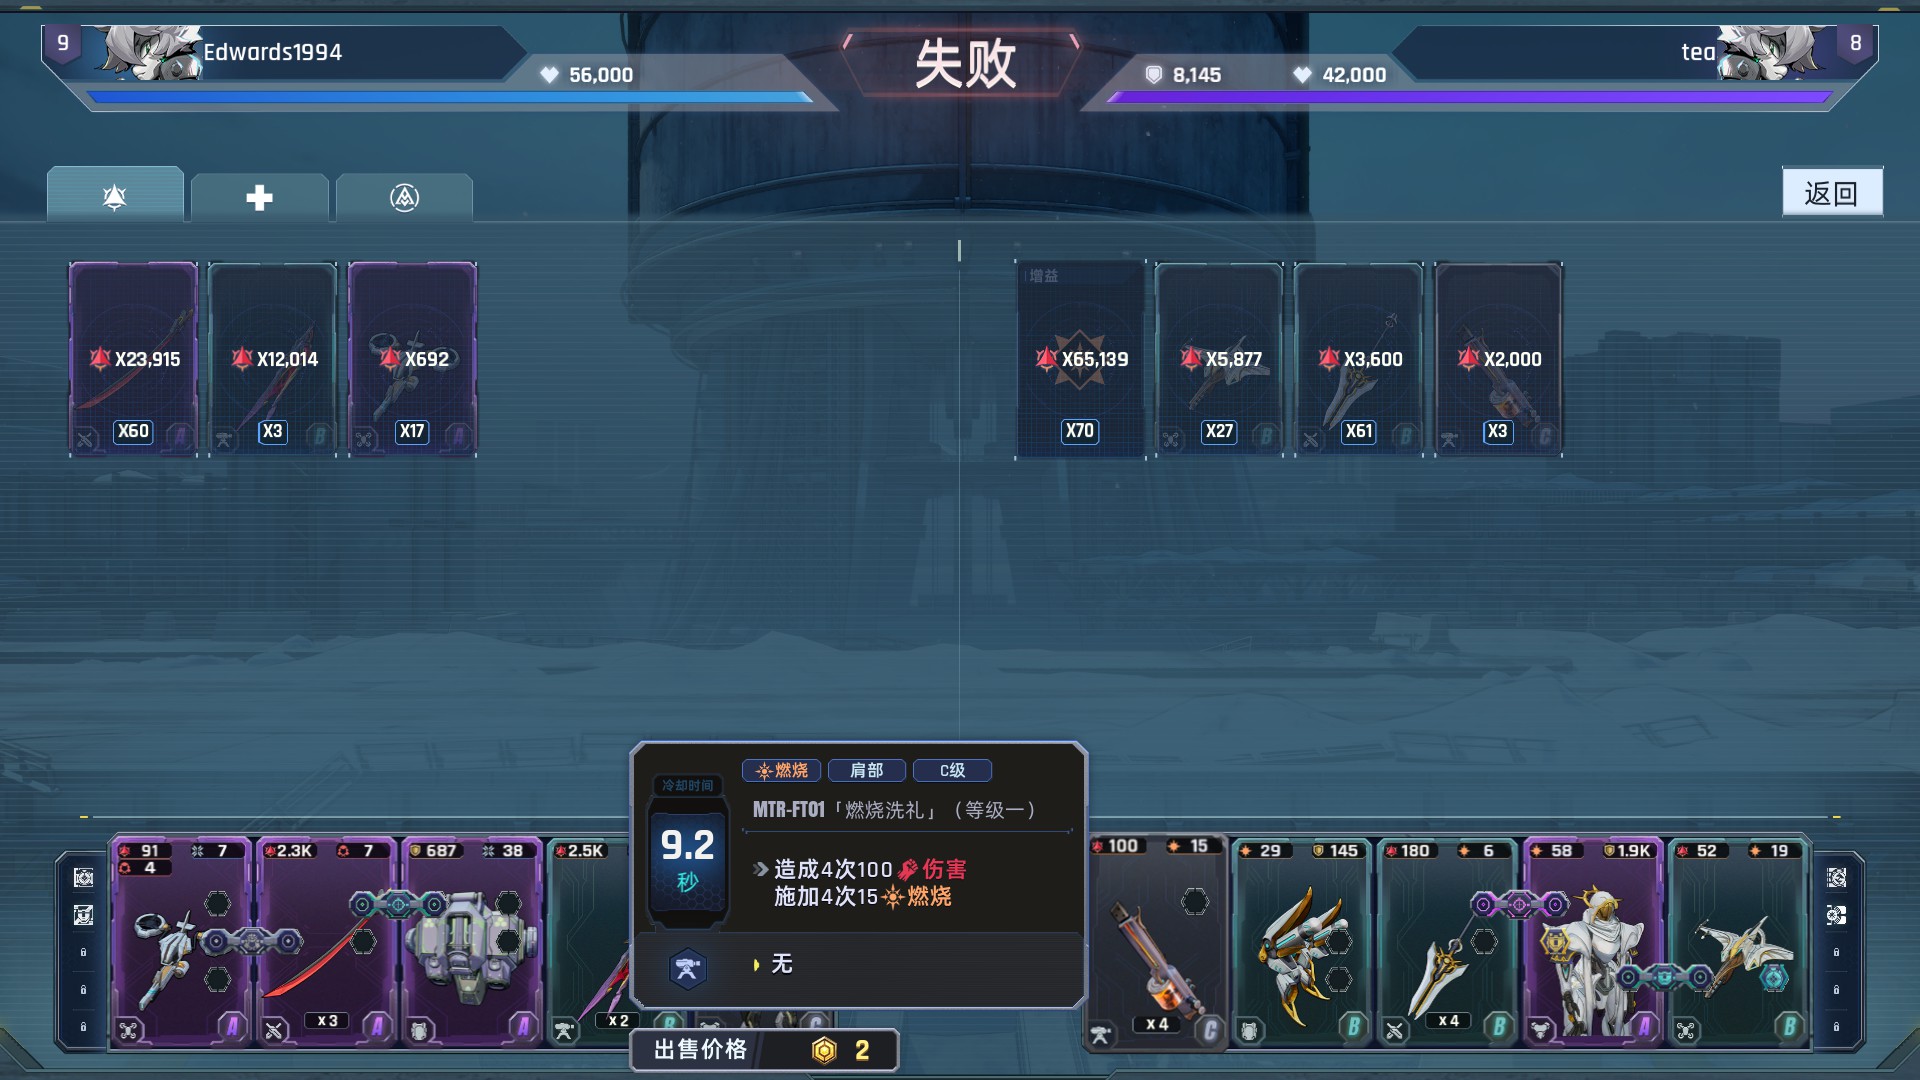 9
Edwards1994
56,000
失败
8,145
42,000
tea
8
返回
X23,915
X60
A
X12,014
X3
B
X692
X17
A
增益
X65,139
X70
X5,877
X27
B
X3,600
X61
B
X2,000
X3
C
冷却时间
9.2
秒
燃烧
肩部
C级
MTR-FT01「燃烧洗礼」（等级一）
造成4次100伤害
施加4次15燃烧
无
出售价格
2
91
7
4
A
2.3K
7
x3
A
687
38
A
2.5K
x2
B
C
100
15
x4
C
29
145
B
180
6
x4
B
58
1.9K
A
52
19
B